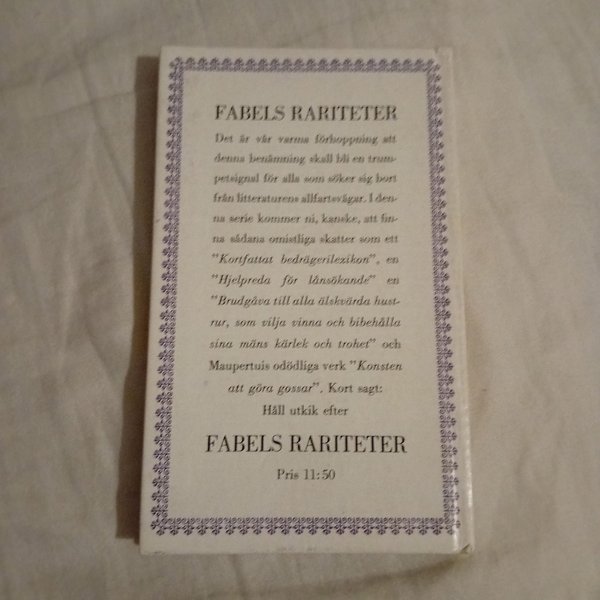 FABELS RARITETER
Det är vår varma förhoppning att
denna benämning skall bli en trum-
petsignal för alla som söker sig bort
från litteraturens allfartsvägar. I den-
na serie kommer ni, kanske, att fin-
na sådana omistliga skatter som ett
"Kortfattat bedrägerilexikon", en
"Hjelpreda för lånsökande" en
"Brudgåva till alla älskvärda hust-
rur, som vilja vinna och bibehålla
sina mäns kärlek och trohet" och
Maupertuis odödliga verk "Konsten
att göra gossar". Kort sagt:
Håll utkik efter
FABELS RARITETER
Pris 11:50